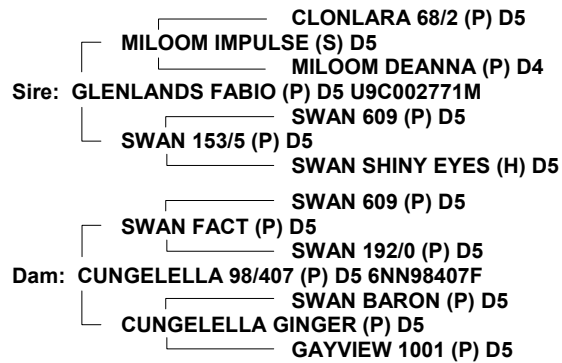 CLONLARA 68/2 (P) D5
MILOOM IMPULSE (S) D5
MILOOM DEANNA (P) D4
Sire: GLENLANDS FABIO (P) D5 U9C002771M
SWAN 609 (P) D5
SWAN 153/5 (P) D5
SWAN SHINY EYES (H) D5
SWAN 609 (P) D5
SWAN FACT (P) D5
SWAN 192/0 (P) D5
Dam: CUNGELELLA 98/407 (P) D5 6NN98407F
SWAN BARON (P) D5
CUNGELELLA GINGER (P) D5
GAYVIEW 1001 (P) D5